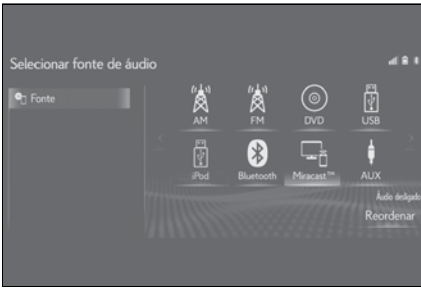 Selecionar fonte de áudio
Fonte
AM
FM
DVD
USB
iPod
Bluetooth
Miracast™
AUX
Áudio desligado
Reordenar